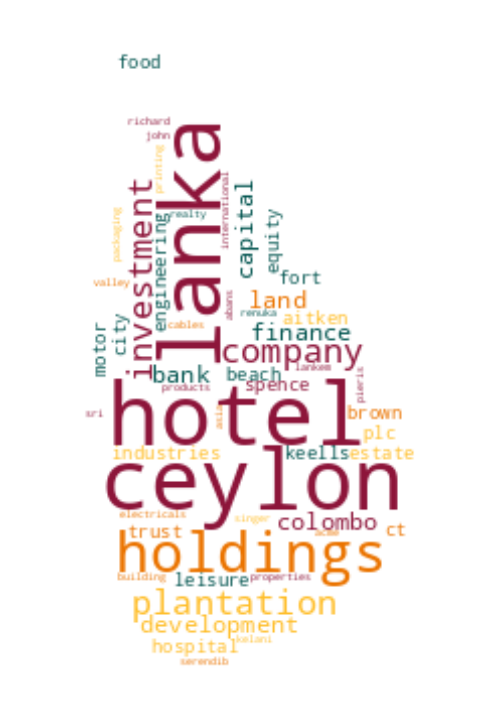 food
richard
john
printing
lanka
international
investment
capital
packaging
realty
engineering
equity
valley
fort
land
abans
renuka
aitken
motor
city
cables
finance
company
lankem
bank
beach
spence
products
pieris
hotel
sri
asia
brown
plc
industries
keells
estate
ceylon
electricals
singer
colombo
trust
acme
ct
holdings
building
leisure
properties
plantation
development
kelani
hospital
serendib